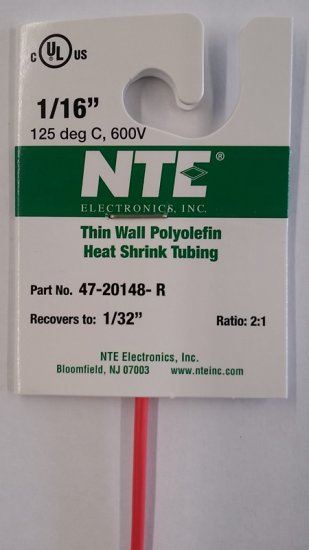 C UL US
1/16”
125 deg C, 600V
NTE®
ELECTRONICS, INC.
Thin Wall Polyolefin
Heat Shrink Tubing
Part No. 47-20148- R
Recovers to: 1/32” Ratio: 2:1
NTE Electronics, Inc.
Bloomfield, NJ 07003 www.nteinc.com